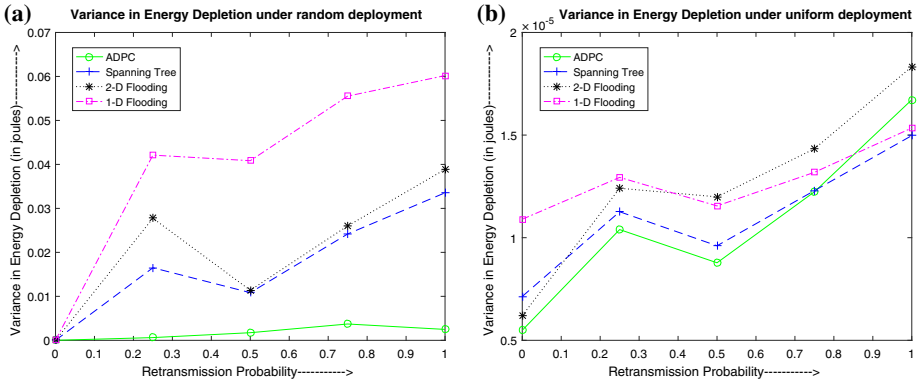 (a)
Variance in Energy Depletion under random deployment
Variance in Energy Depletion (in joules)----------->
0.07
0.06
0.05
0.04
0.03
0.02
0.01
0
ADPC
Spanning Tree
2-D Flooding
1-D Flooding
0 0.1 0.2 0.3 0.4 0.5 0.6 0.7 0.8 0.9 1
Retransmission Probability----------->
(b)
Variance in Energy Depletion under uniform deployment
× 10-5
Variance in Energy Depletion (in joules)----------->
2
1.5
1
0.5
ADPC
Spanning Tree
2-D Flooding
1-D Flooding
0 0.1 0.2 0.3 0.4 0.5 0.6 0.7 0.8 0.9 1
Retransmission Probability----------->